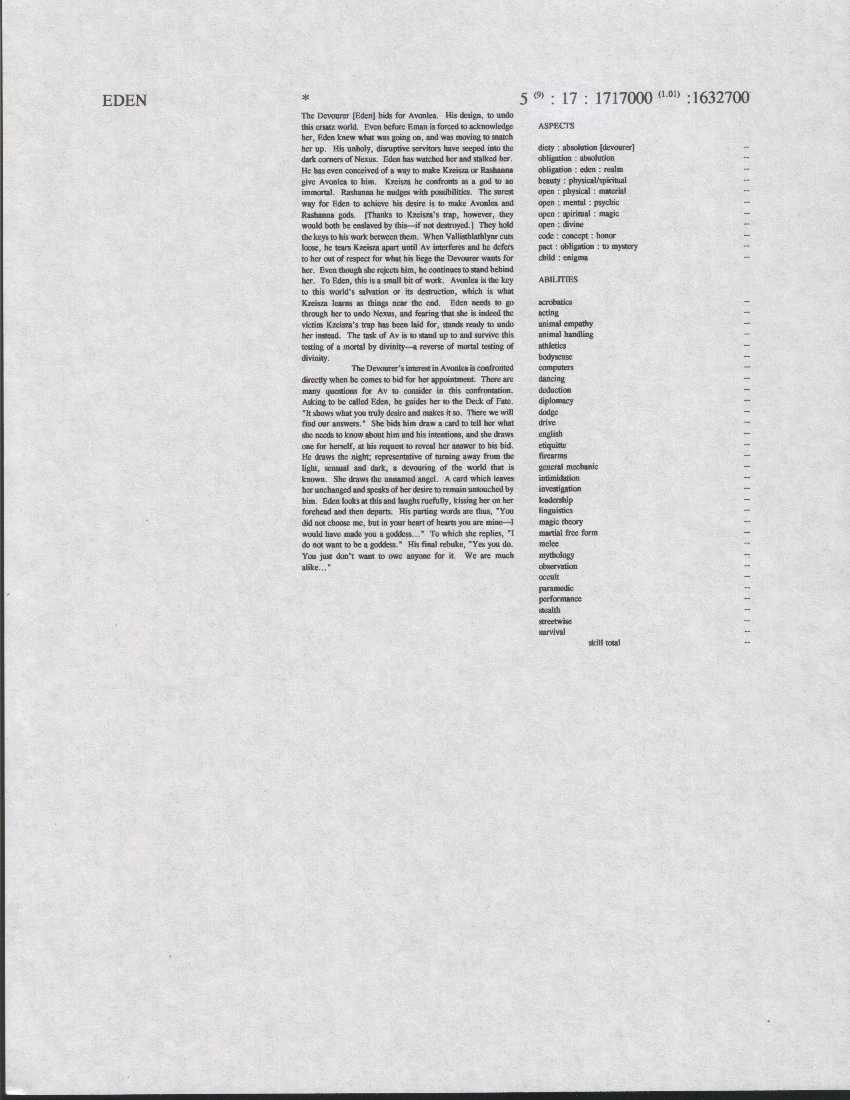 EDEN
*
5 (9) : 17 : 1717000 (1.01) :1632700
The Devourer [Eden] bids for Avonlea. His design, to undo
this ersatz world. Even before Eman is forced to acknowledge
her, Eden knew what was going on, and was moving to snatch
her up. His unholy, disruptive servitors have seeped into the
dark corners of Nexus. Eden has watched her and stalked her.
He has even conceived of a way to make Kzeisza or Rashanna
give Avonlea to him. Kzeisza he confronts as a god to an
immortal. Rashanna he nudges with possibilities. The surest
way for Eden to achieve his desire is to make Avonlea and
Rashanna gods. [Thanks to Kzeisza's trap, however, they
would both be enslaved by this—if not destroyed.] They hold
the keys to his work between them. When Vallisthlathlynr cuts
loose, he tears Kzeisza apart until Av interferes and he defers
to her out of respect for what his liege the Devourer wants for
her. Even though she rejects him, he continues to stand behind
her. To Eden, this is a small bit of work. Avonlea is the key
to this world's salvation or its destruction, which is what
Kzeisza learns as things near the end. Eden needs to go
through her to undo Nexus, and fearing that she is indeed the
victim Kzeisza's trap has been laid for, stands ready to undo
her instead. The task of Av is to stand up to and survive this
testing of a mortal by divinity—a reverse of mortal testing of
divinity.
The Devourer's interest in Avonlea is confronted
directly when he comes to bid for her appointment. There are
many questions for Av to consider in this confrontation.
Asking to be called Eden, he guides her to the Deck of Fate.
"It shows what you truly desire and makes it so. There we will
find our answers." She bids him draw a card to tell her what
she needs to know about him and his intentions, and she draws
one for herself, at his request to reveal her answer to his bid.
He draws the night; representative of turning away from the
light, sensual and dark, a devouring of the world that is
known. She draws the unnamed angel. A card which leaves
her unchanged and speaks of her desire to remain untouched by
him. Eden looks at this and laughs ruefully, kissing her on her
forehead and then departs. His parting words are thus, "You
did not choose me, but in your heart of hearts you are mine—I
would have made you a goddess..." To which she replies, "I
do not want to be a goddess." His final rebuke, "Yes you do.
You just don't want to owe anyone for it. We are much
alike..."
ASPECTS
diety : absolution [devourer] --
obligation : absolution --
obligation : eden : realm --
beauty : physical/spiritual --
open : physical : material --
open : mental : psychic --
open : spiritual : magic --
open : divine --
code : concept : honor --
pact : obligation : to mystery --
child : enigma --
ABILITIES
acrobatics --
acting --
animal empathy --
animal handling --
athletics --
bodysense --
computers --
dancing --
deduction --
diplomacy --
dodge --
drive --
english --
etiquitte --
firearms --
general mechanic --
intimidation --
investigation --
leadership --
linguistics --
magic theory --
martial free form --
melee --
mythology --
observation --
occult --
paramedic --
performance --
stealth --
streetwise --
survival --
skill total --